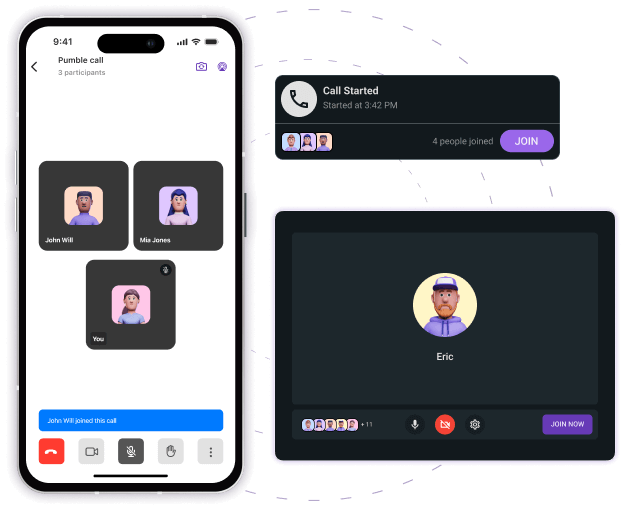 9:41
Pumble call
3 participants
John Will
Mia Jones
You
John Will joined this call
Call Started
Started at 3:42 PM
4 people joined
JOIN
Eric
+11
JOIN NOW